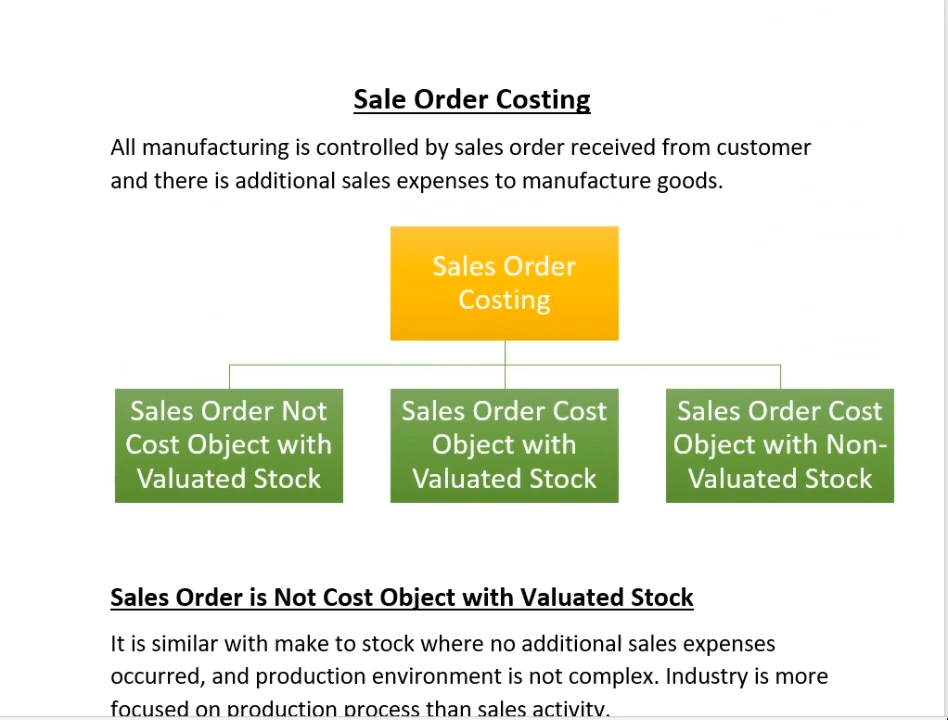 Sale Order Costing
All manufacturing is controlled by sales order received from customer
and there is additional sales expenses to manufacture goods.
Sales Order
Costing
Sales Order Not
Cost Object with
Valuated Stock
Sales Order Cost
Object with
Valuated Stock
Sales Order Cost
Object with Non-
Valuated Stock
Sales Order is Not Cost Object with Valuated Stock
It is similar with make to stock where no additional sales expenses
occurred, and production environment is not complex. Industry is more
focused on production process than sales activity.